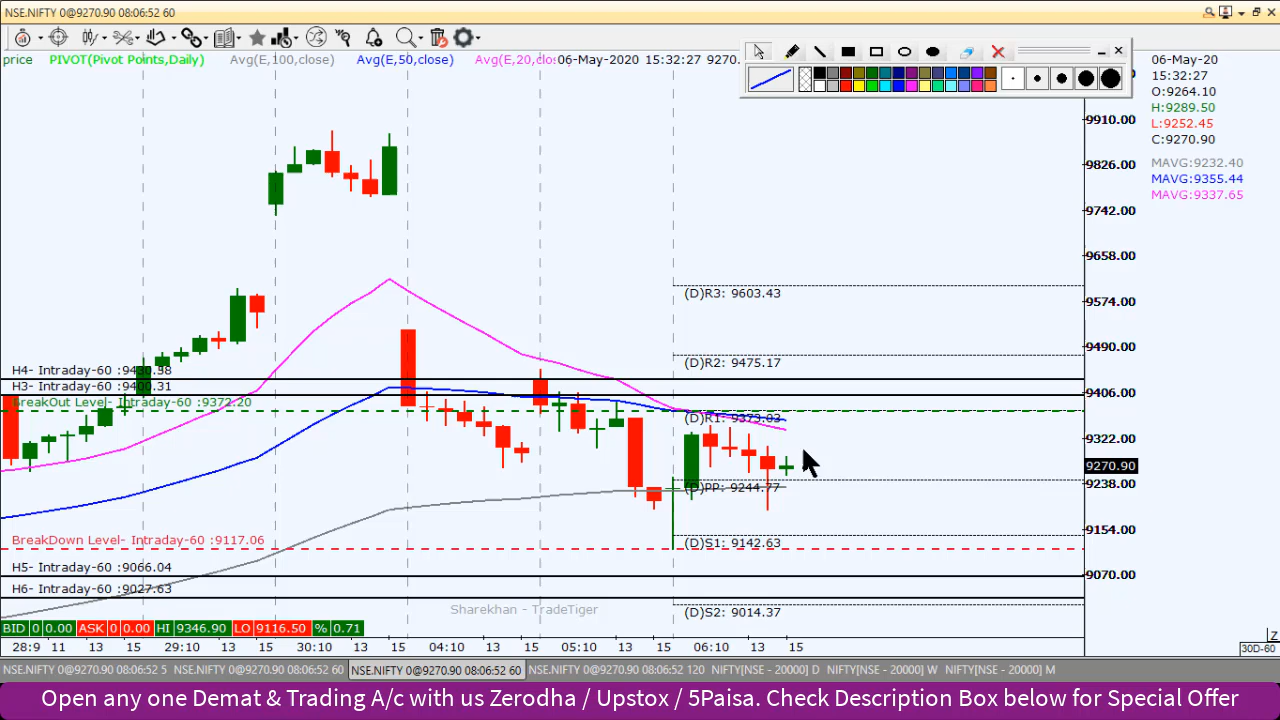 NSE.NIFTY 0@9270.90 08:06:52 60
price PIVOT(Pivot Points,Daily) Avg(E,100,close) Avg(E,50,close) Avg(E,20,clos 06-May-2020 15:32:27 9270.
06-May-20
15:32:27
O:9264.10
H:9289.50
L:9252.45
C:9270.90
MAVG:9232.40
MAVG:9355.44
MAVG:9337.65
9910.00
9826.00
9742.00
9658.00
9574.00
9490.00
9406.00
9322.00
9270.90
9238.00
9154.00
9070.00
(D)R3: 9603.43
(D)R2: 9475.17
H4- Intraday-60 :9430.38
H3- Intraday-60 :9400.31
BreakOut Level- Intraday-60 :9372.20
(D)R1: 9373.03
(D)PP: 9244.77
BreakDown Level- Intraday-60 :9117.06
(D)S1: 9142.63
H5- Intraday-60 :9066.04
H6- Intraday-60 :9027.63
Sharekhan - TradeTiger
(D)S2: 9014.37
BID 0 0.00 ASK 0 0.00 HI 9346.90 LO 9116.50 % 0.71
Z
28:9 11 13 15 29:10 13 15 30:10 13 15 04:10 13 15 05:10 13 15 06:10 13 15
30D-60
NSE.NIFTY 0@9270.90 08:06:52 5 NSE.NIFTY 0@9270.90 08:06:52 60 NSE.NIFTY 0@9270.90 08:06:52 60 NSE.NIFTY 0@9270.90 08:06:52 120 NIFTY[NSE - 20000] D NIFTY[NSE - 20000] W NIFTY[NSE - 20000] M
Open any one Demat & Trading A/c with us Zerodha / Upstox / 5Paisa. Check Description Box below for Special Offer